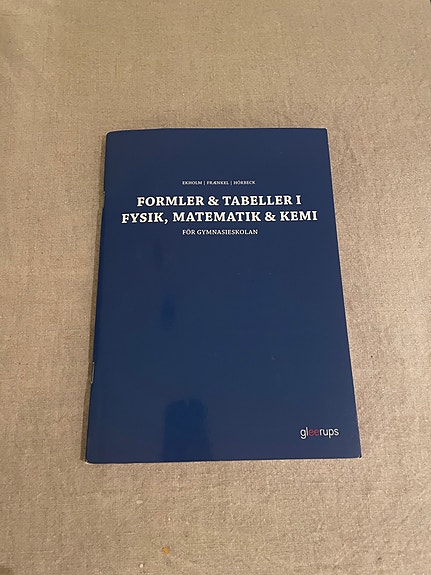 EKHOLM | FRÆNKEL | HÖRBECK
FORMLER & TABELLER I
FYSIK, MATEMATIK & KEMI
FÖR GYMNASIESKOLAN
gleerups